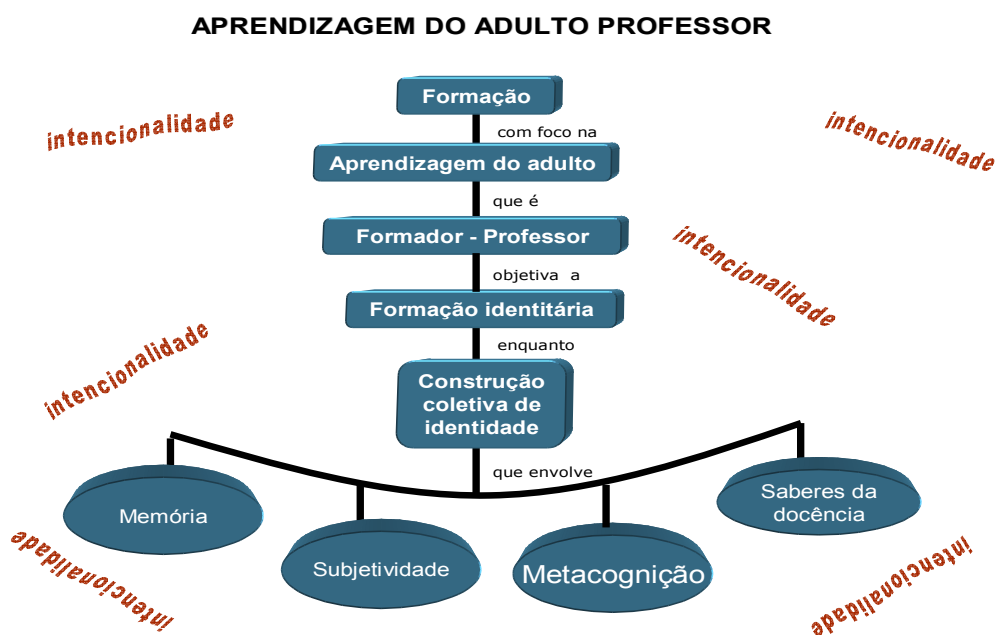 APRENDIZAGEM DO ADULTO PROFESSOR
Formação
intencionalidade
intencionalidade
com foco na
Aprendizagem do adulto
que é
Formador - Professor
intencionalidade
objetiva a
Formação identitária
enquanto
intencionalidade
Construção
coletiva de
identidade
que envolve
Memória
Subjetividade
Metacognição
Saberes da
docência
intencionalidade
intencionalidade